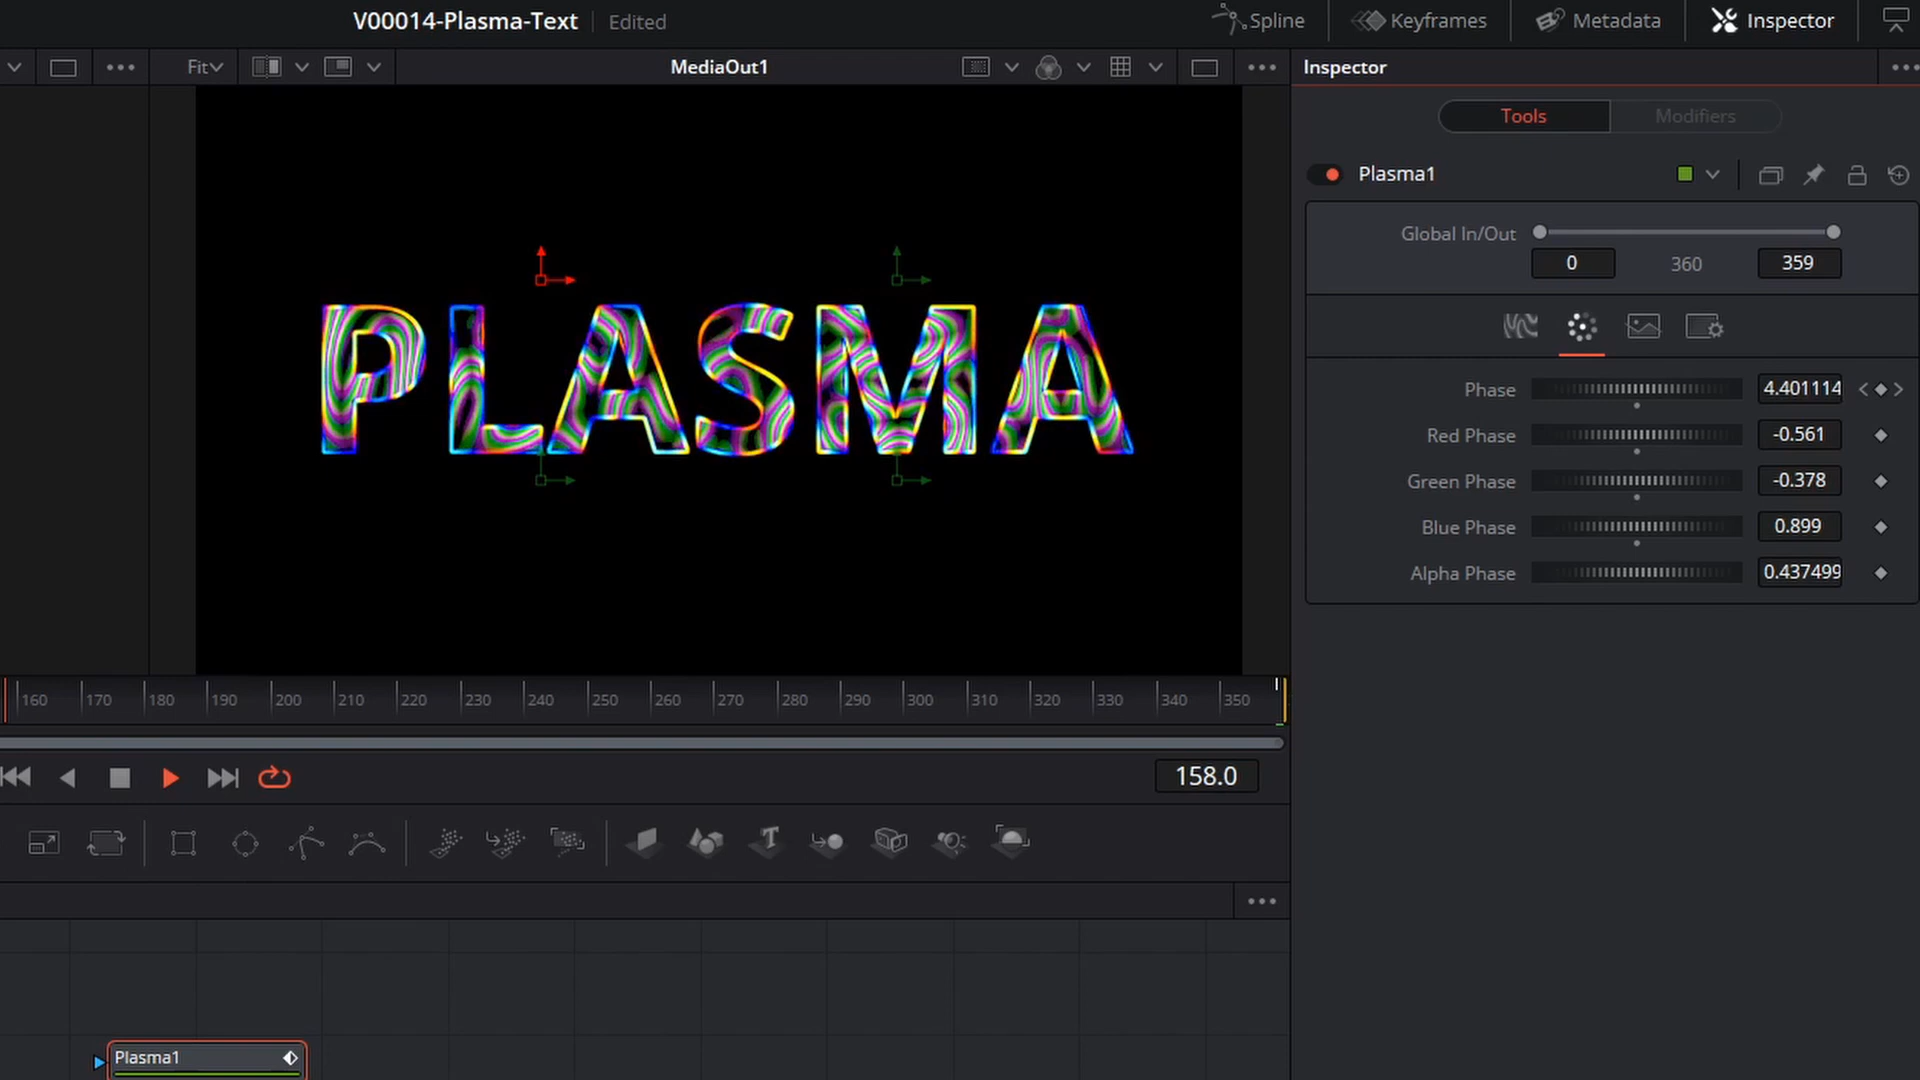 V00014-Plasma-Text Edited
Spline Keyframes Metadata Inspector
Fit MediaOut1 Inspector
Tools Modifiers
Plasma1
Global In/Out
0 360 359
Phase 4.401114
Red Phase -0.561
Green Phase -0.378
Blue Phase 0.899
Alpha Phase 0.437499
PLASMA
160 170 180 190 200 210 220 230 240 250 260 270 280 290 300 310 320 330 340 350
158.0
Plasma1